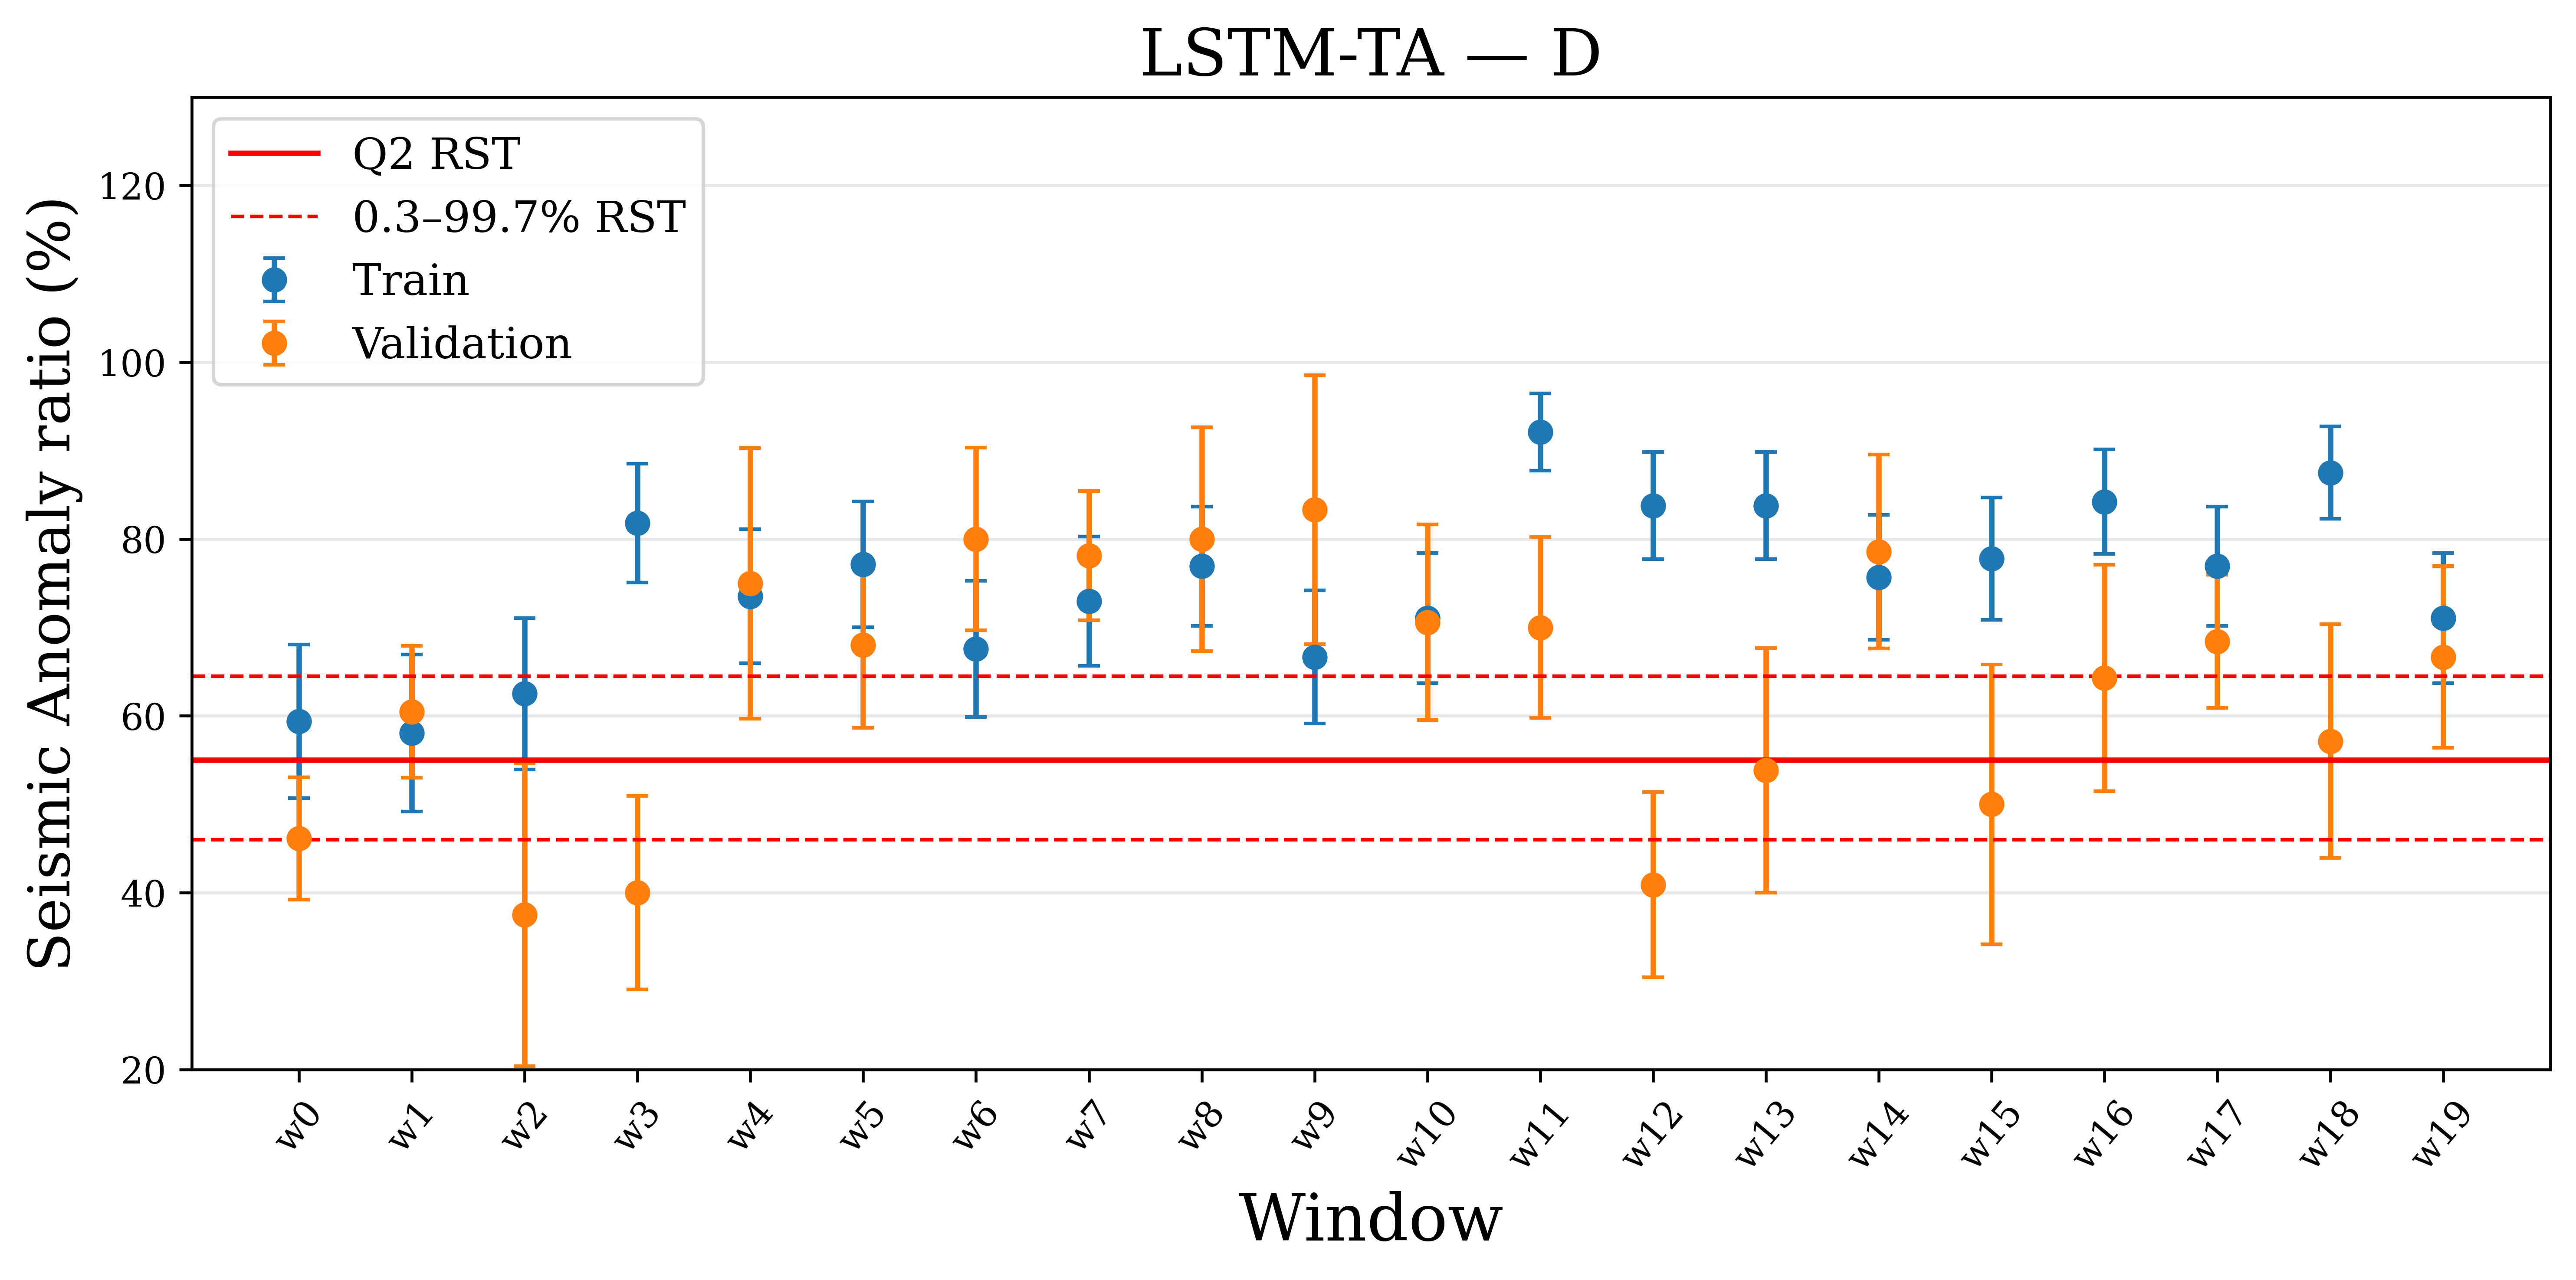 LSTM-TA — D
Seismic Anomaly ratio (%)
120
100
80
60
40
20
Q2 RST
0.3–99.7% RST
Train
Validation
w0 w1 w2 w3 w4 w5 w6 w7 w8 w9 w10 w11 w12 w13 w14 w15 w16 w17 w18 w19
Window